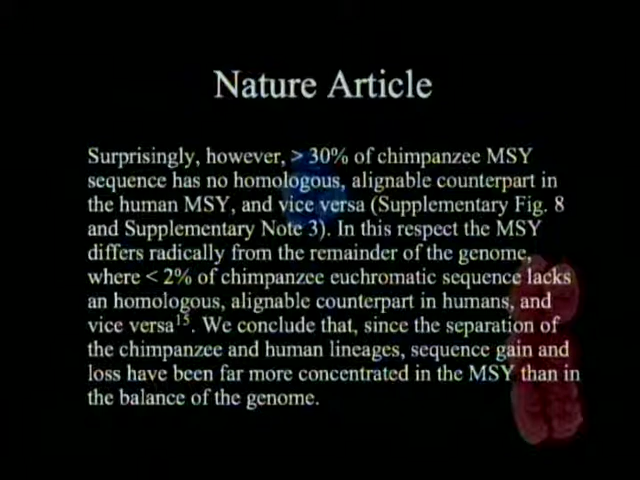 Nature Article
Surprisingly, however, > 30% of chimpanzee MSY
sequence has no homologous, alignable counterpart in
the human MSY, and vice versa (Supplementary Fig. 8
and Supplementary Note 3). In this respect the MSY
differs radically from the remainder of the genome,
where < 2% of chimpanzee euchromatic sequence lacks
an homologous, alignable counterpart in humans, and
vice versa15. We conclude that, since the separation of
the chimpanzee and human lineages, sequence gain and
loss have been far more concentrated in the MSY than in
the balance of the genome.